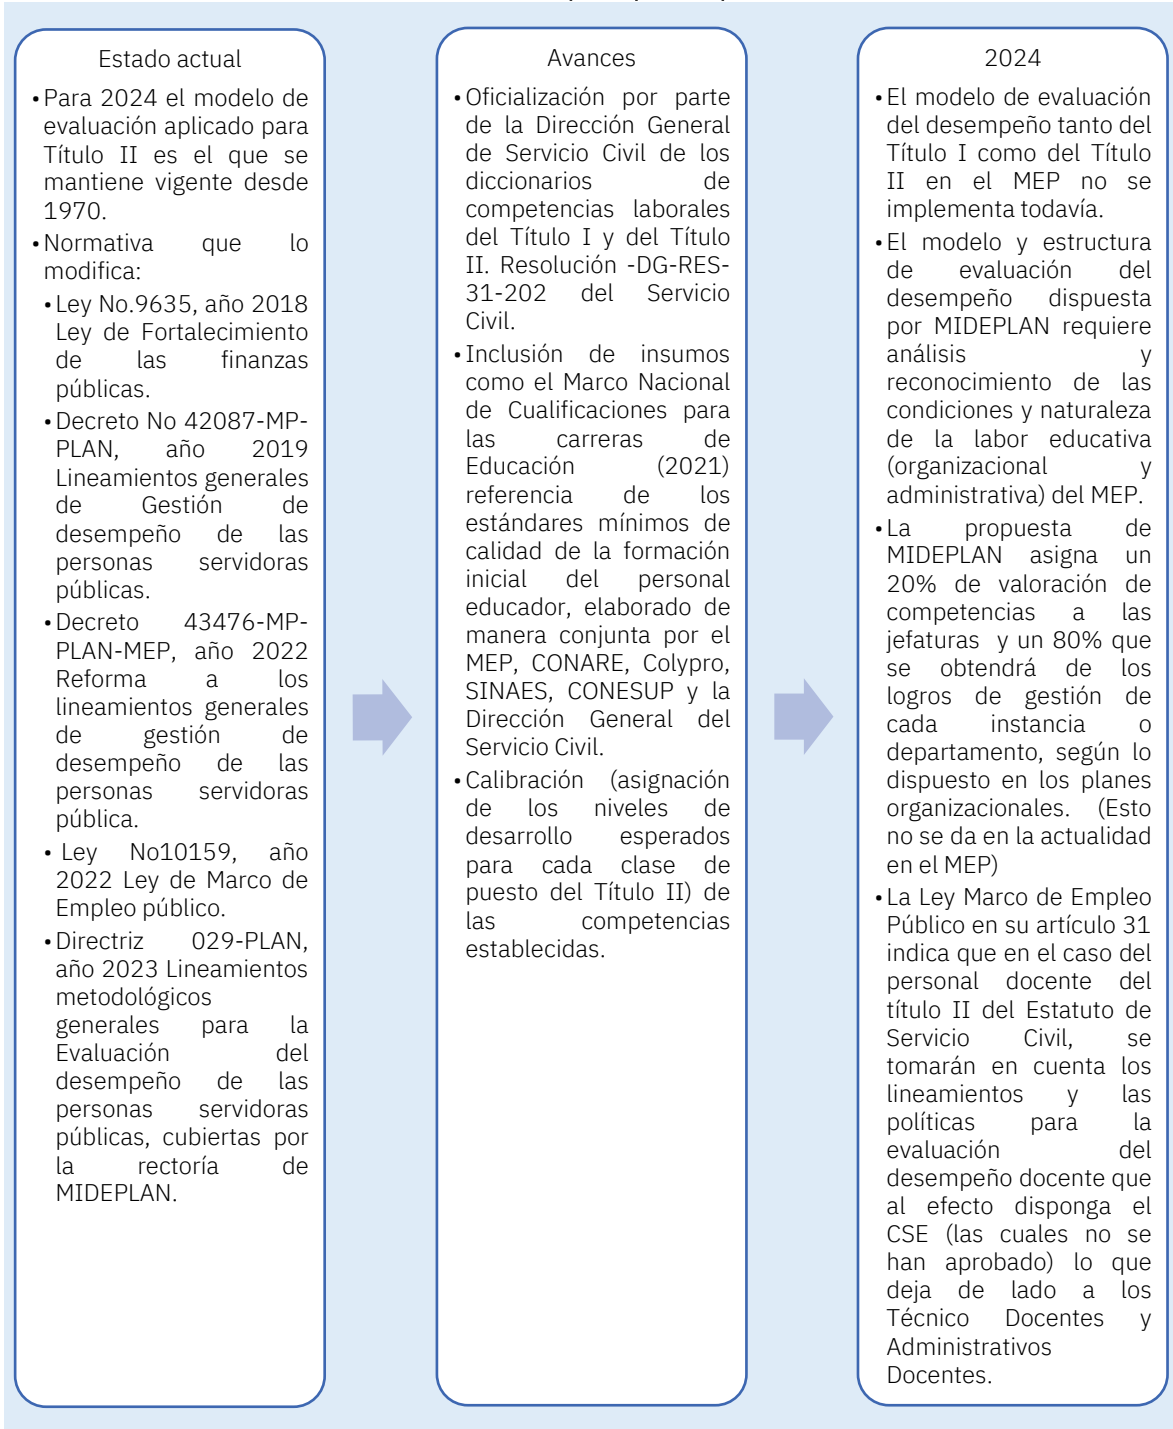 Estado actual
•Para 2024 el modelo de
evaluación aplicado para
Título II es el que se
mantiene vigente desde
1970.
•Normativa que lo
modifica:
•Ley No.9635, año 2018
Ley de Fortalecimiento
de las finanzas
públicas.
•Decreto No 42087-MP-
PLAN, año 2019
Lineamientos generales
de Gestión de
desempeño de las
personas servidoras
públicas.
•Decreto 43476-MP-
PLAN-MEP, año 2022
Reforma a los
lineamientos generales
de gestión de
desempeño de las
personas servidoras
pública.
• Ley No10159, año
2022 Ley de Marco de
Empleo público.
•Directriz 029-PLAN,
año 2023 Lineamientos
metodológicos
generales para la
Evaluación del
desempeño de las
personas servidoras
públicas, cubiertas por
la rectoría de
MIDEPLAN.
Avances
•Oficialización por parte
de la Dirección General
de Servicio Civil de los
diccionarios de
competencias laborales
del Título I y del Título
II. Resolución -DG-RES-
31-202 del Servicio
Civil.
•Inclusión de insumos
como el Marco Nacional
de Cualificaciones para
las carreras de
Educación (2021)
referencia de los
estándares mínimos de
calidad de la formación
inicial del personal
educador, elaborado de
manera conjunta por el
MEP, CONARE, Colypro,
SINAES, CONESUP y la
Dirección General del
Servicio Civil.
•Calibración (asignación
de los niveles de
desarrollo esperados
para cada clase de
puesto del Título II) de
las competencias
establecidas.
2024
•El modelo de evaluación
del desempeño tanto del
Título I como del Título
II en el MEP no se
implementa todavía.
•El modelo y estructura
de evaluación del
desempeño dispuesta
por MIDEPLAN requiere
análisis y
reconocimiento de las
condiciones y naturaleza
de la labor educativa
(organizacional y
administrativa) del MEP.
•La propuesta de
MIDEPLAN asigna un
20% de valoración de
competencias a las
jefaturas y un 80% que
se obtendrá de los
logros de gestión de
cada instancia o
departamento, según lo
dispuesto en los planes
organizacionales. (Esto
no se da en la actualidad
en el MEP)
•La Ley Marco de Empleo
Público en su artículo 31
indica que en el caso del
personal docente del
título II del Estatuto de
Servicio Civil, se
tomarán en cuenta los
lineamientos y las
políticas para la
evaluación del
desempeño docente que
al efecto disponga el
CSE (las cuales no se
han aprobado) lo que
deja de lado a los
Técnico Docentes y
Administrativos
Docentes.